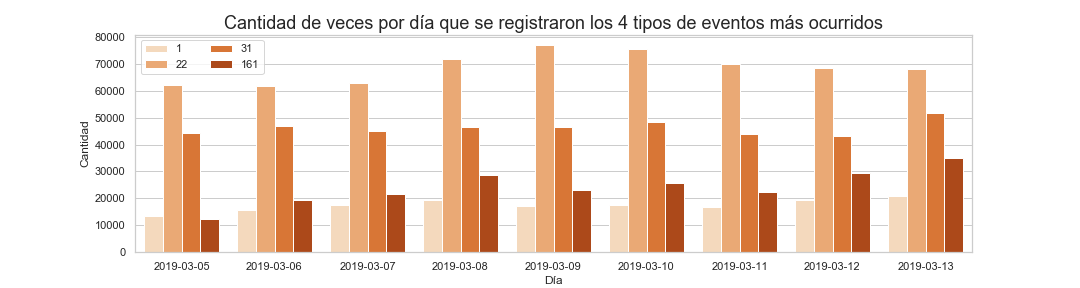 Cantidad de veces por día que se registraron los 4 tipos de eventos más ocurridos
80000
70000
60000
50000
40000
30000
20000
10000
0
Cantidad
1 31
22 161
2019-03-05 2019-03-06 2019-03-07 2019-03-08 2019-03-09 2019-03-10 2019-03-11 2019-03-12 2019-03-13
Día